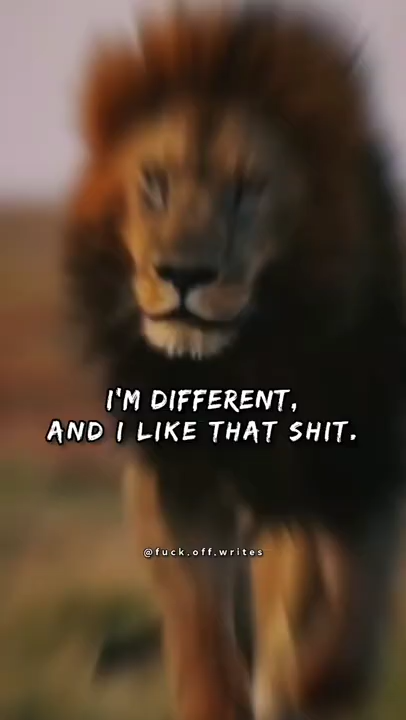 I'M DIFFERENT,
AND I LIKE THAT SHIT.
@fuck.off.writes